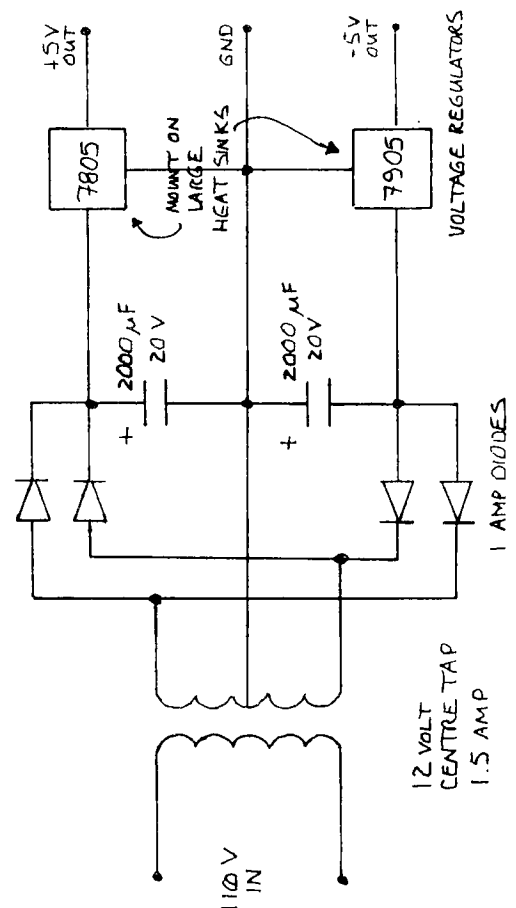 +5V
OUT
7805
MOUNT ON
LARGE
HEAT SINKS
GND
-5V
OUT
7905
VOLTAGE REGULATORS
2000 µF
20V
+
2000 µF
20V
+
1 AMP DIODES
12 VOLT
CENTRE TAP
1.5 AMP
110V
IN